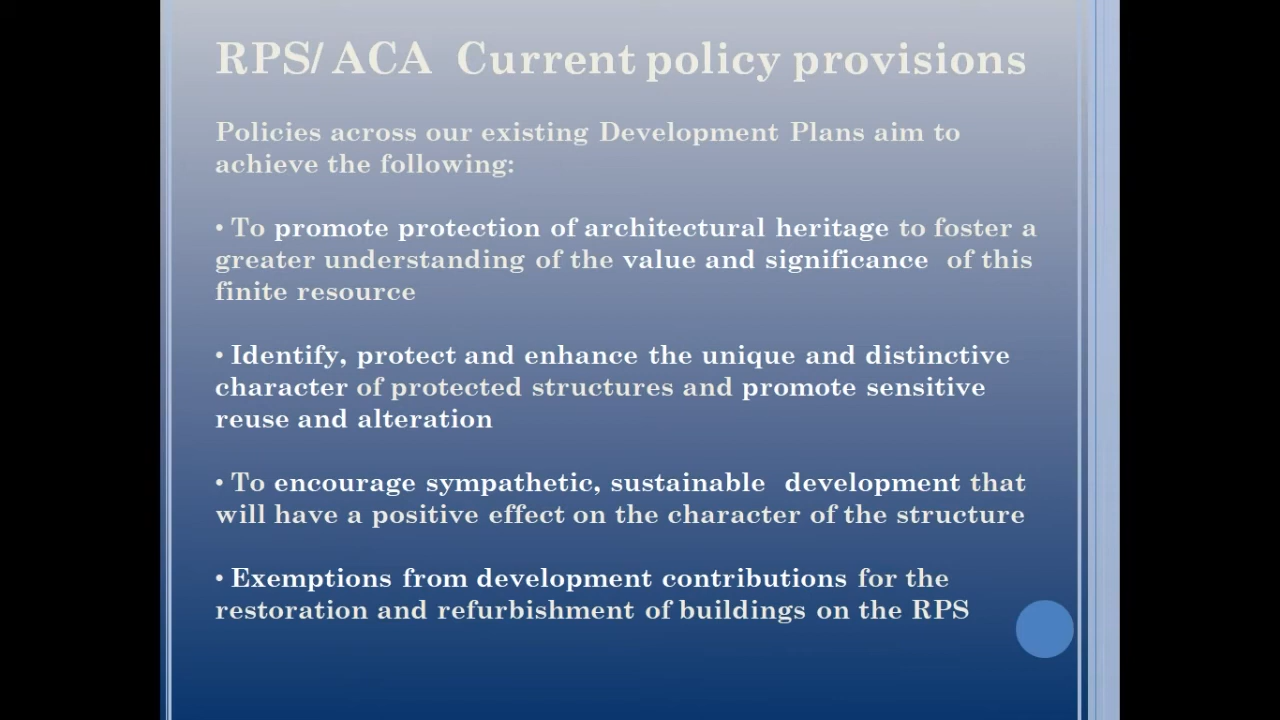 RPS/ ACA Current policy provisions
Policies across our existing Development Plans aim to
achieve the following:
• To promote protection of architectural heritage to foster a
greater understanding of the value and significance of this
finite resource
• Identify, protect and enhance the unique and distinctive
character of protected structures and promote sensitive
reuse and alteration
• To encourage sympathetic, sustainable development that
will have a positive effect on the character of the structure
• Exemptions from development contributions for the
restoration and refurbishment of buildings on the RPS